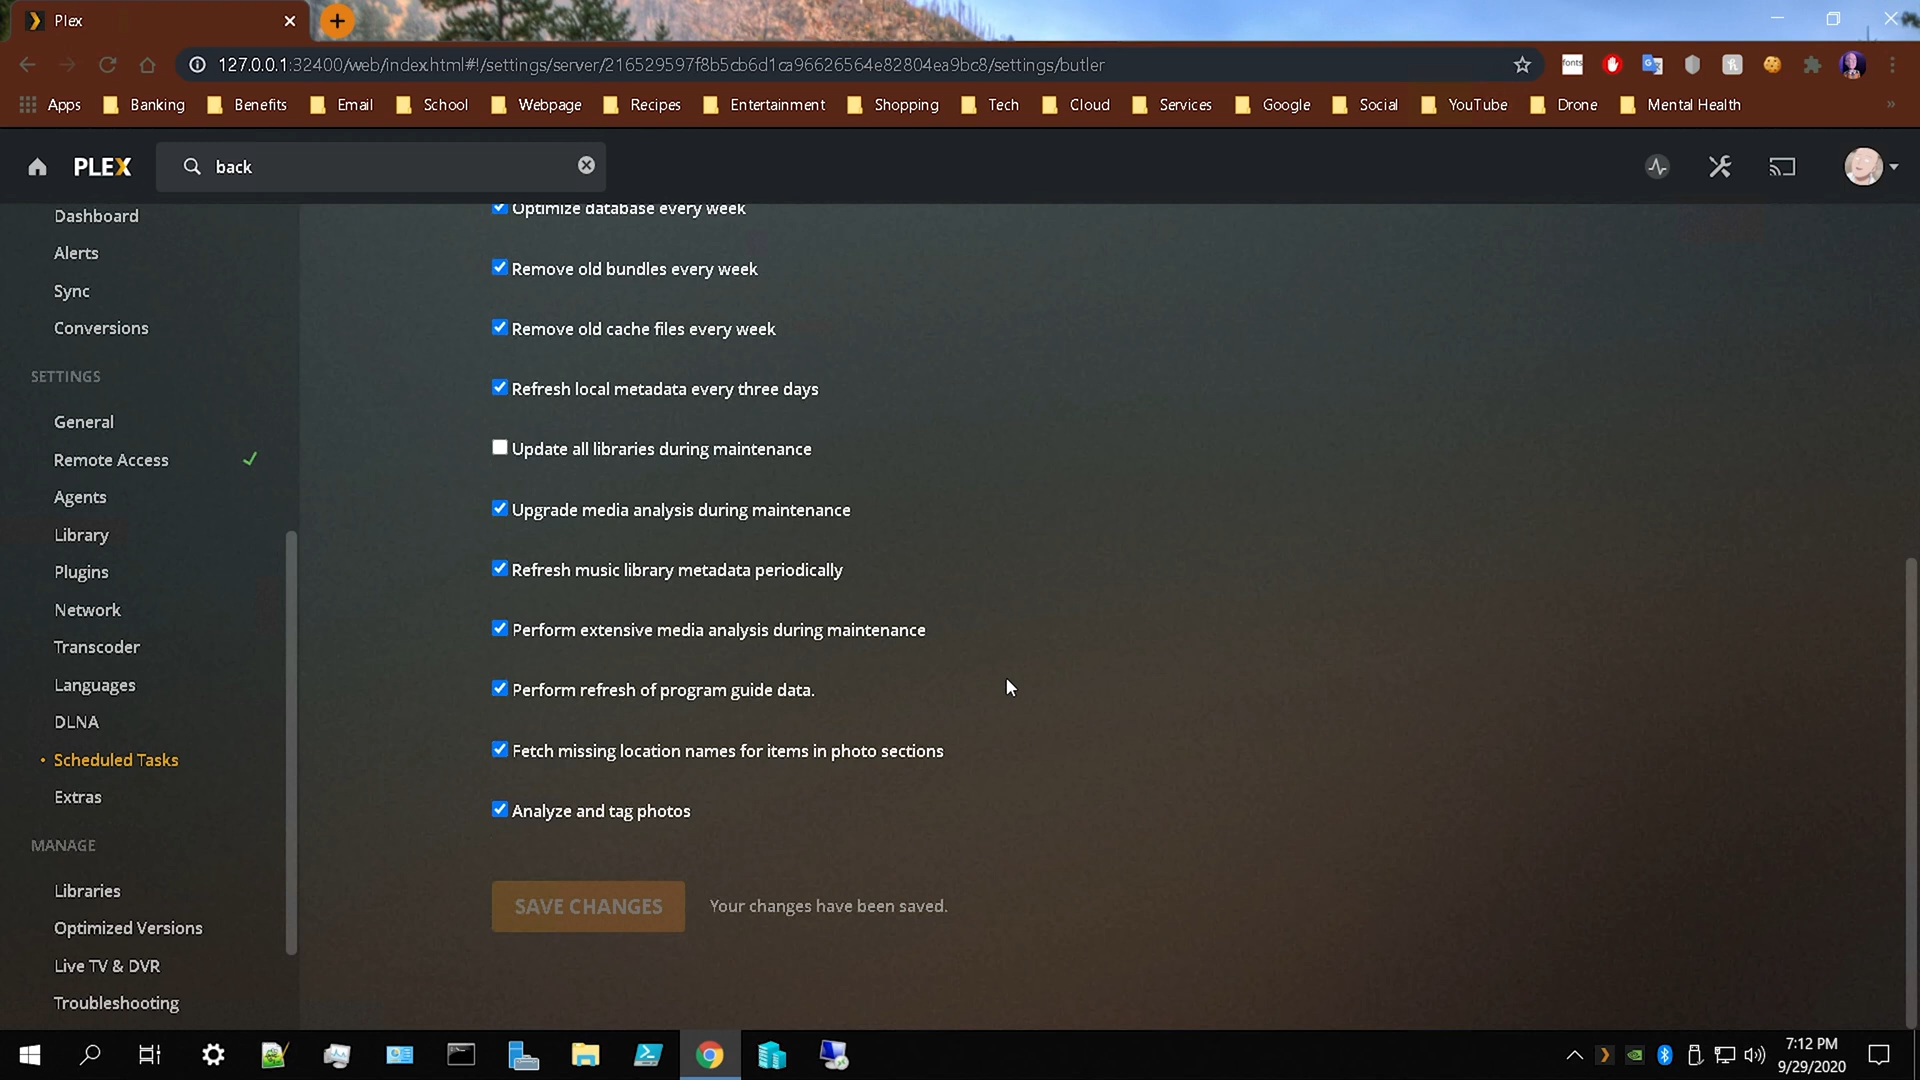 Plex
127.0.0.1:32400/web/index.html#!/settings/server/216529597f8b5cb6d1ca96626564e82804ea9bc8/settings/butler
fonts
Apps Banking Benefits Email School Webpage Recipes Entertainment Shopping Tech Cloud Services Google Social YouTube Drone Mental Health »
PLEX
back
Dashboard
Alerts
Sync
Conversions
SETTINGS
General
Remote Access
Agents
Library
Plugins
Network
Transcoder
Languages
DLNA
Scheduled Tasks
Extras
MANAGE
Libraries
Optimized Versions
Live TV & DVR
Troubleshooting
Optimize database every week
Remove old bundles every week
Remove old cache files every week
Refresh local metadata every three days
Update all libraries during maintenance
Upgrade media analysis during maintenance
Refresh music library metadata periodically
Perform extensive media analysis during maintenance
Perform refresh of program guide data.
Fetch missing location names for items in photo sections
Analyze and tag photos
SAVE CHANGES
Your changes have been saved.
7:12 PM
9/29/2020